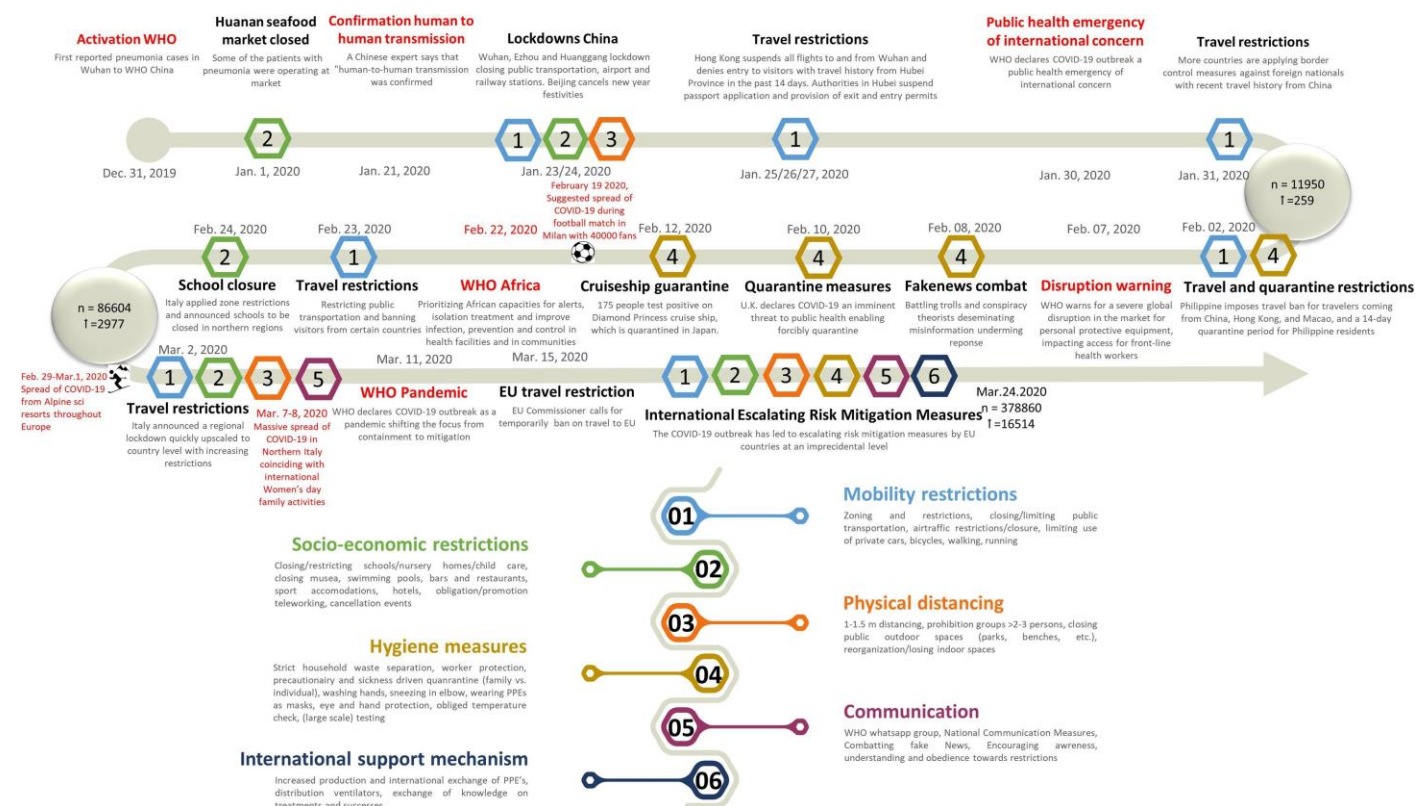 Activation WHO
First reported pneumonia cases in
Wuhan to WHO China
Huanan seafood
market closed
Some of the patients with
pneumonia were operating at
market
Confirmation human to
human transmission
A Chinese expert says that
"human-to-human transmission
was confirmed
Lockdowns China
Wuhan, Ezhou and Huanggang lockdown
closing public transportation, airport and
railway stations. Beijing cancels new year
festivities
Travel restrictions
Hong Kong suspends all flights to and from Wuhan and
denies entry to visitors with travel history from Hubei
Province in the past 14 days. Authorities in Hubei suspend
passport application and provision of exit and entry permits
Public health emergency
of international concern
WHO declares COVID-19 outbreak a
public health emergency of
international concern
Travel restrictions
More countries are applying border
control measures against foreign nationals
with recent travel history from China
2
1
2
3
1
1
Dec. 31, 2019
Jan. 1, 2020
Jan. 21, 2020
Jan. 23/24, 2020
Jan. 25/26/27, 2020
Jan. 30, 2020
Jan. 31, 2020
n = 11950
†=259
February 19 2020,
Suggested spread of
COVID-19 during
football match in
Milan with 40000 fans
Feb. 24, 2020
Feb. 23, 2020
Feb. 22, 2020
Feb. 12, 2020
Feb. 10, 2020
Feb. 08, 2020
Feb. 07, 2020
Feb. 02, 2020
2
1
4
4
4
1
4
School closure
Italy applied zone restrictions
and announced schools to be
closed in northern regions
Travel restrictions
Restricting public
transportation and banning
visitors from certain countries
WHO Africa
Prioritizing African capacities for alerts,
isolation treatment and improve
infection, prevention and control in
health facilities and in communities
Cruiseship guarantine
175 people test positive on
Diamond Princess cruise ship,
which is quarantined in Japan.
Quarantine measures
U.K. declares COVID-19 an imminent
threat to public health enabling
forcibly quarantine
Fakenews combat
Battling trolls and conspiracy
theorists deseminating
misinformation underming
reponse
Disruption warning
WHO warns for a severe global
disruption in the market for
personal protective equipment,
impacting access for front-line
health workers
Travel and quarantine restrictions
Philippine imposes travel ban for travelers coming
from China, Hong Kong, and Macao, and a 14-day
quarantine period for Philippine residents
n = 86604
†=2977
Feb. 29-Mar.1, 2020
Spread of COVID-19
from Alpine sci
resorts throughout
Europe
Mar. 2, 2020
Mar. 11, 2020
Mar. 15, 2020
1
2
3
5
1
2
3
4
5
6
Travel restrictions
Italy announced a regional
lockdown quickly upscaled to
country level with increasing
restrictions
Mar. 7-8, 2020
Massive spread of
COVID-19 in
Northern Italy
coinciding with
international
Women's day
family activities
WHO Pandemic
WHO declares COVID-19 outbreak as a
pandemic shifting the focus from
containment to mitigation
EU travel restriction
EU Commissioner calls for
temporarily ban on travel to EU
International Escalating Risk Mitigation Measures
The COVID-19 outbreak has led to escalating risk mitigation measures by EU
countries at an imprecidental level
Mar.24.2020
n = 378860
†=16514
01
Mobility restrictions
Zoning and restrictions, closing/limiting public
transportation, airtraffic restrictions/closure, limiting use
of private cars, bicycles, walking, running
Socio-economic restrictions
Closing/restricting schools/nursery homes/child care,
closing musea, swimming pools, bars and restaurants,
sport accomodations, hotels, obligation/promotion
teleworking, cancellation events
02
03
Physical distancing
1-1.5 m distancing, prohibition groups >2-3 persons, closing
public outdoor spaces (parks, benches, etc.),
reorganization/losing indoor spaces
Hygiene measures
Strict household waste separation, worker protection,
precautionairy and sickness driven quanrantine (family vs.
individual), washing hands, sneezing in elbow, wearing PPEs
as masks, eye and hand protection, obliged temperature
check, (large scale) testing
04
05
Communication
WHO whatsapp group, National Communication Measures,
Combatting fake News, Encouraging awreness,
understanding and obedience towards restrictions
International support mechanism
Increased production and international exchange of PPE's,
distribution ventilators, exchange of knowledge on
treatments and successes
06